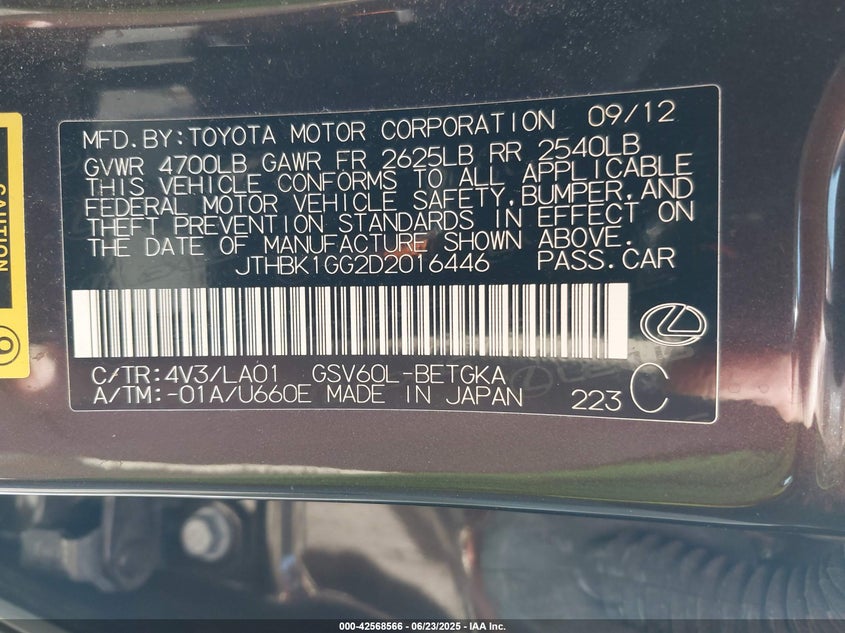 CAUTION
MFD.BY:TOYOTA MOTOR CORPORATION 09/12
GVWR 4700LB GAWR FR 2625LB RR 2540LB
THIS VEHICLE CONFORMS TO ALL APPLICABLE
FEDERAL MOTOR VEHICLE SAFETY,BUMPER,AND
THEFT PREVENTION STANDARDS IN EFFECT ON
THE DATE OF MANUFACTURE SHOWN ABOVE.
JTHBK1GG2D2016446 PASS.CAR
C/TR:4V3/LA01 GSV60L-BETGKA
A/TM:-01A/U660E MADE IN JAPAN 223 C
000-42568566 / 06/23/2025 / IAA Inc.